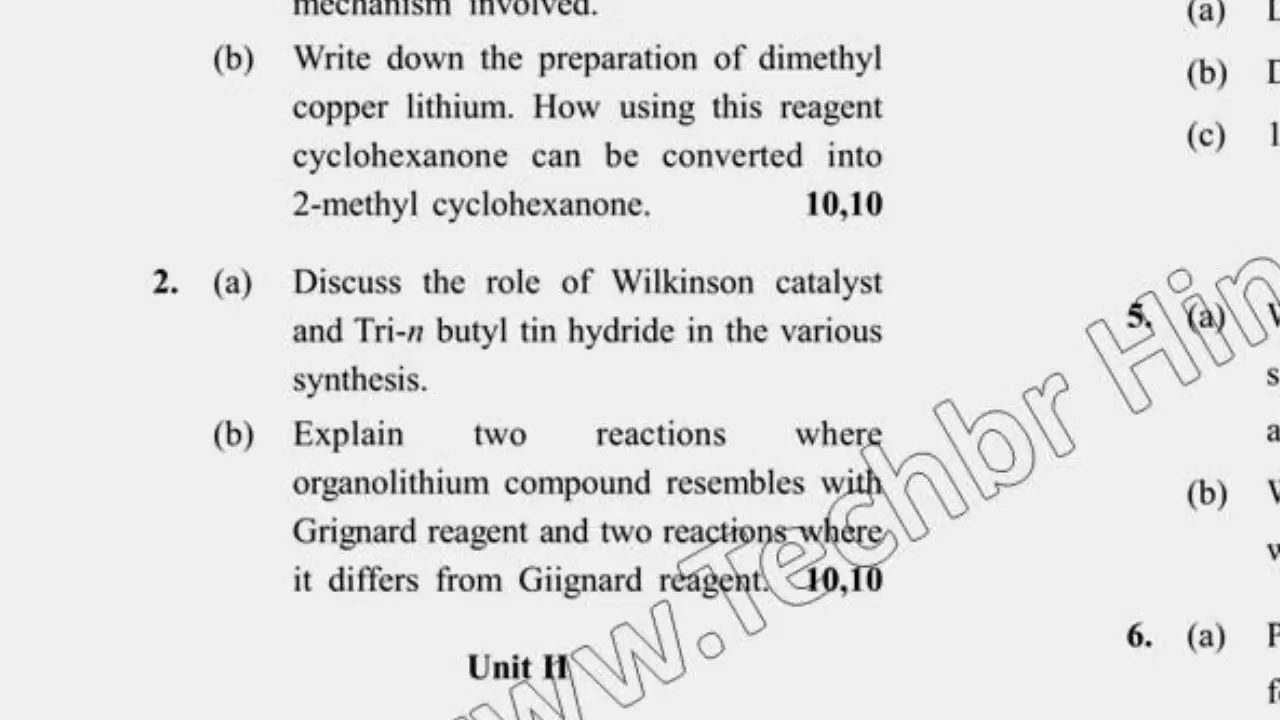 mechanism involved.
(b) Write down the preparation of dimethyl
copper lithium. How using this reagent
cyclohexanone can be converted into
2-methyl cyclohexanone. 10,10
2. (a) Discuss the role of Wilkinson catalyst
and Tri-n butyl tin hydride in the various
synthesis.
(b) Explain two reactions where
organolithium compound resembles with
Grignard reagent and two reactions where
it differs from Giignard reagent. 10,10
Unit II
(a)
(b)
(c)
5. (a)
(b)
6. (a)
ww.Techbr Hin